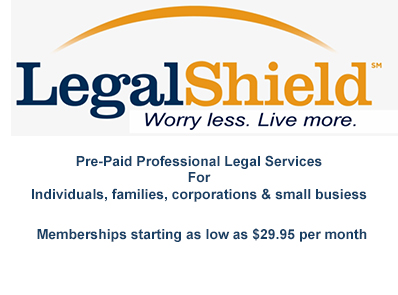 LegalShield SM
Worry less. Live more.
Pre-Paid Professional Legal Services
For
Individuals, families, corporations & small busiess
Memberships starting as low as $29.95 per month